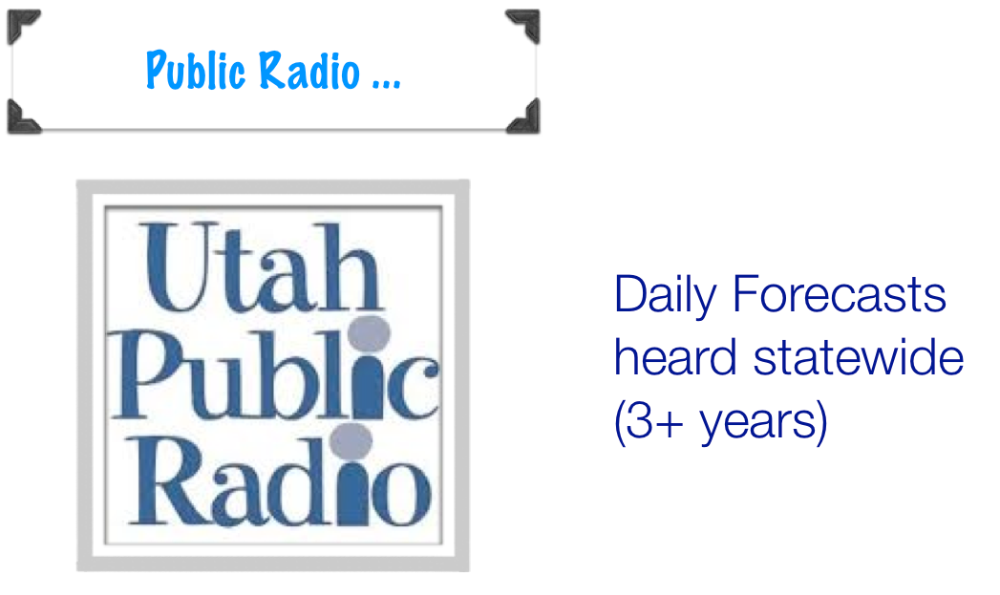 Public Radio ...
Utah
Public
Radio
Daily Forecasts
heard statewide
(3+ years)